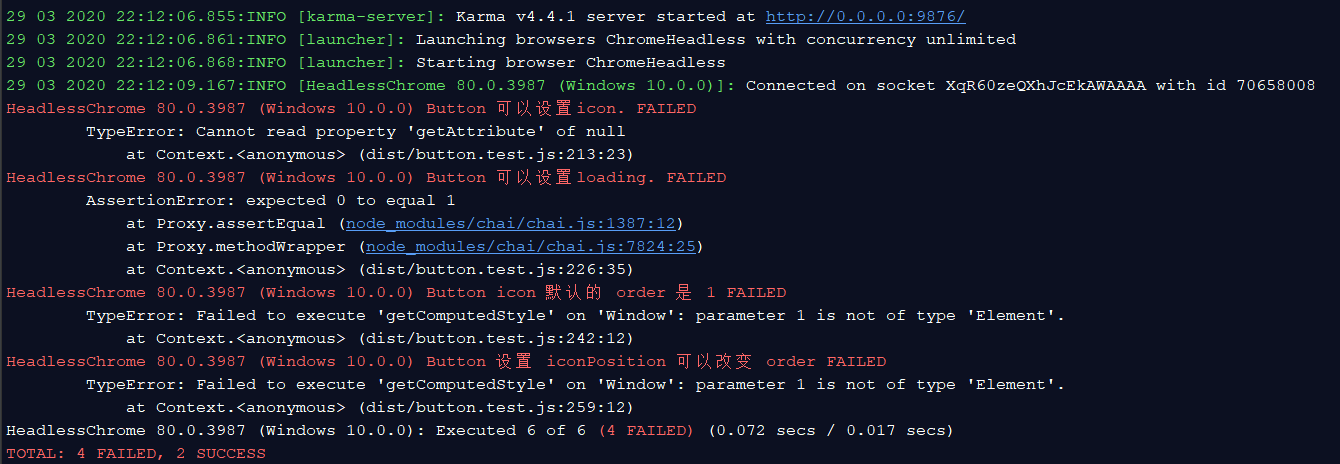 29 03 2020 22:12:06.855:INFO [karma-server]: Karma v4.4.1 server started at http://0.0.0.0:9876/
29 03 2020 22:12:06.861:INFO [launcher]: Launching browsers ChromeHeadless with concurrency unlimited
29 03 2020 22:12:06.868:INFO [launcher]: Starting browser ChromeHeadless
29 03 2020 22:12:09.167:INFO [HeadlessChrome 80.0.3987 (Windows 10.0.0)]: Connected on socket XqR60zeQXhJcEkAWAAAA with id 70658008
HeadlessChrome 80.0.3987 (Windows 10.0.0) Button 可以设置icon. FAILED
TypeError: Cannot read property 'getAttribute' of null
at Context.<anonymous> (dist/button.test.js:213:23)
HeadlessChrome 80.0.3987 (Windows 10.0.0) Button 可以设置loading. FAILED
AssertionError: expected 0 to equal 1
at Proxy.assertEqual (node_modules/chai/chai.js:1387:12)
at Proxy.methodWrapper (node_modules/chai/chai.js:7824:25)
at Context.<anonymous> (dist/button.test.js:226:35)
HeadlessChrome 80.0.3987 (Windows 10.0.0) Button icon 默认的 order 是 1 FAILED
TypeError: Failed to execute 'getComputedStyle' on 'Window': parameter 1 is not of type 'Element'.
at Context.<anonymous> (dist/button.test.js:242:12)
HeadlessChrome 80.0.3987 (Windows 10.0.0) Button 设置 iconPosition 可以改变 order FAILED
TypeError: Failed to execute 'getComputedStyle' on 'Window': parameter 1 is not of type 'Element'.
at Context.<anonymous> (dist/button.test.js:259:12)
HeadlessChrome 80.0.3987 (Windows 10.0.0): Executed 6 of 6 (4 FAILED) (0.072 secs / 0.017 secs)
TOTAL: 4 FAILED, 2 SUCCESS